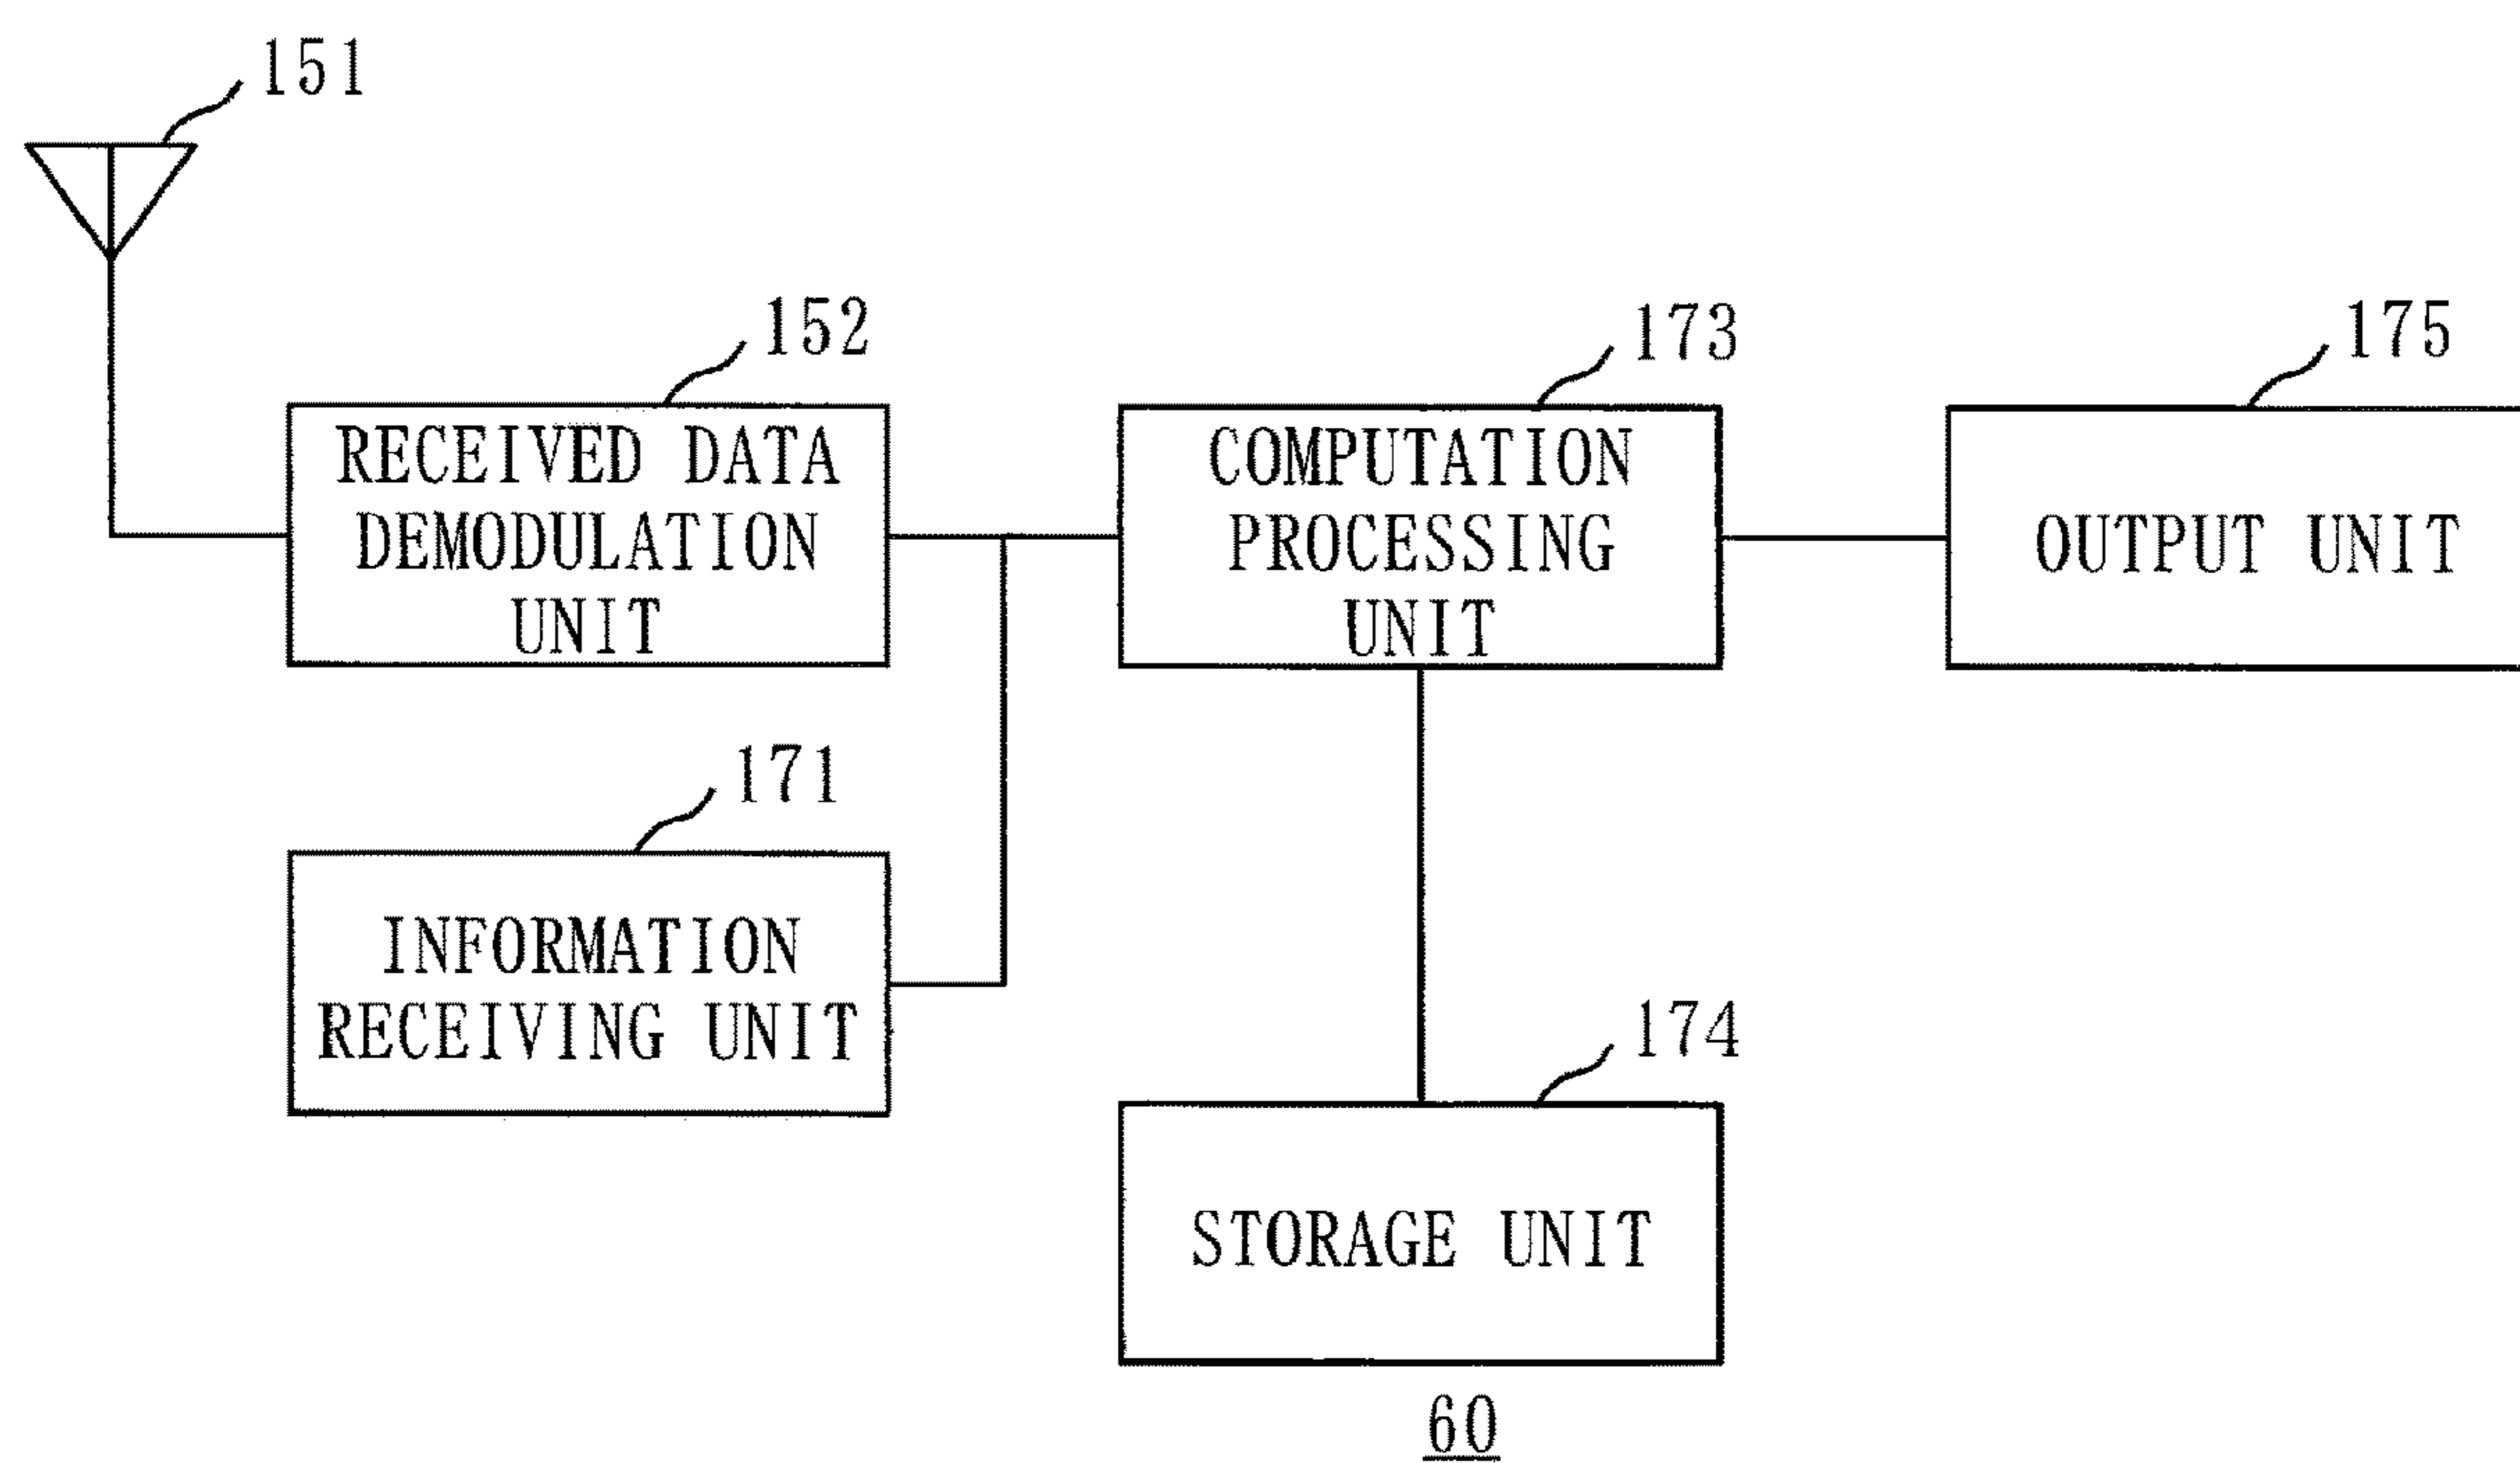 151
152
173
175
RECEIVED DATA
DEMODULATION
UNIT
COMPUTATION
PROCESSING
UNIT
OUTPUT UNIT
171
INFORMATION
RECEIVING UNIT
174
STORAGE UNIT
60